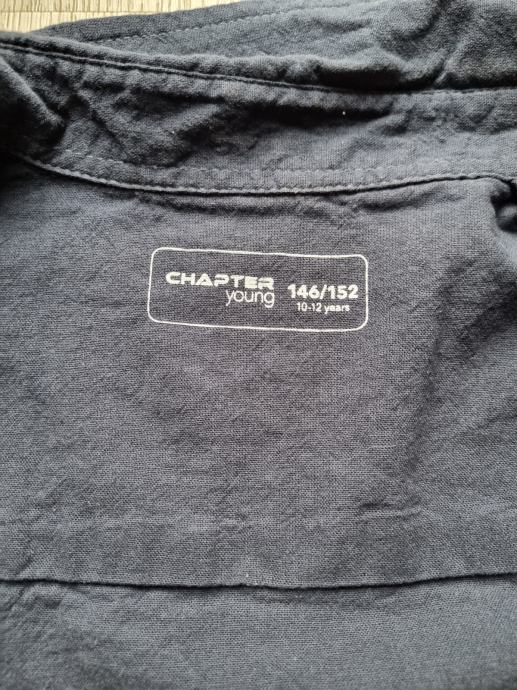 CHAPTER
young
146/152
10-12 years